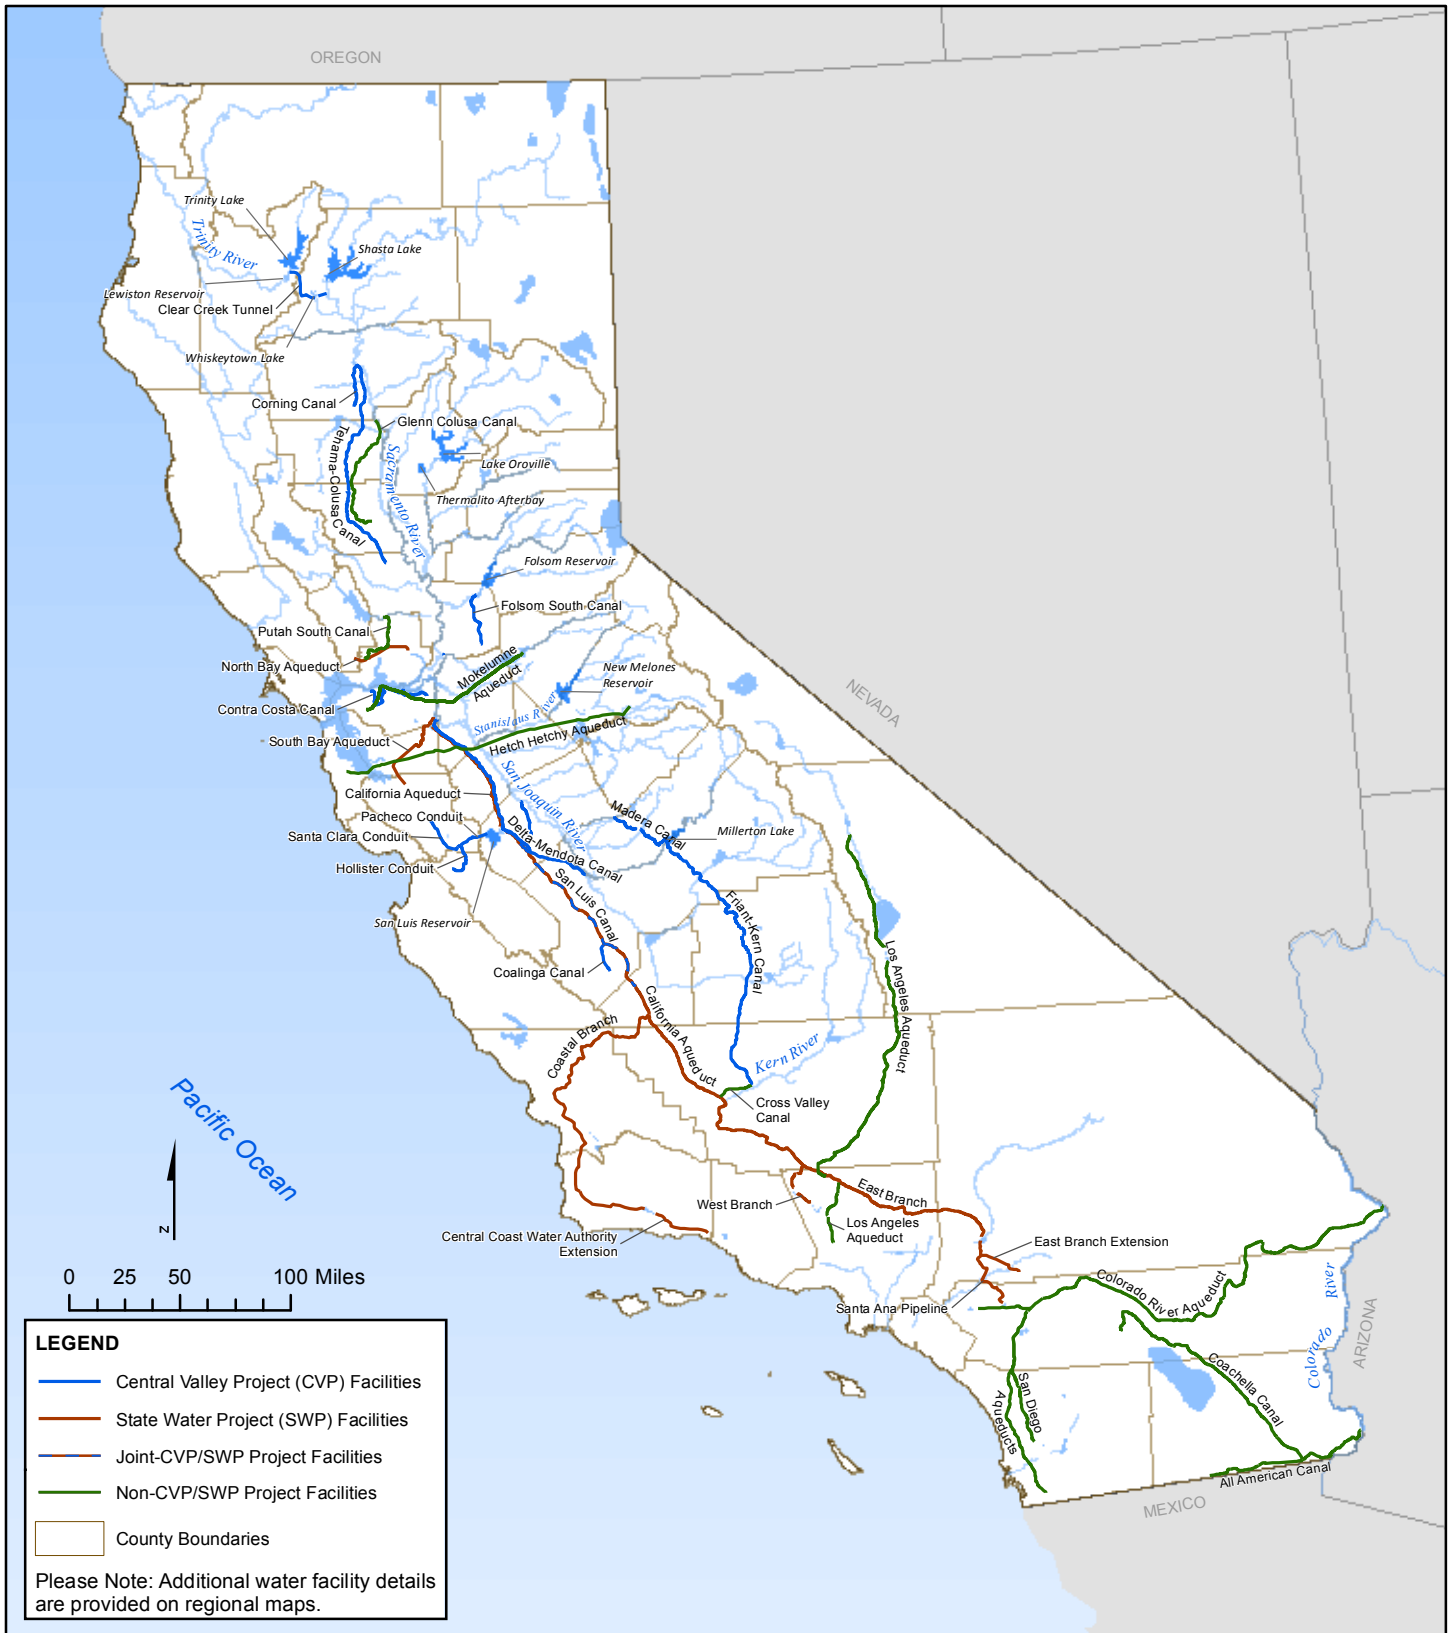 OREGON
Trinity Lake
Trinity River
Shasta Lake
Lewiston Reservoir
Clear Creek Tunnel
Whiskeytown Lake
Corning Canal
Glenn Colusa Canal
Tehama-Colusa Canal
Sacramento River
Lake Oroville
Thermalito Afterbay
Folsom Reservoir
Folsom South Canal
Putah South Canal
North Bay Aqueduct
Mokelumne
Aqueduct
New Melones
Reservoir
Contra Costa Canal
Stanislaus River
NEVADA
South Bay Aqueduct
Hetch Hetchy Aqueduct
San Joaquin River
California Aqueduct
Pacheco Conduit
Madera Canal
Millerton Lake
Santa Clara Conduit
Delta-Mendota Canal
Hollister Conduit
San Luis Canal
San Luis Reservoir
Friant-Kern Canal
Coalinga Canal
Los Angeles Aqueduct
California Aqueduct
Coastal Branch
Kern River
Cross Valley
Canal
Pacific Ocean
N
West Branch
East Branch
Los Angeles
Aqueduct
Central Coast Water Authority
Extension
East Branch Extension
Santa Ana Pipeline
Colorado River Aqueduct
Colorado River
ARIZONA
Coachella Canal
San Diego
Aqueducts
All American Canal
MEXICO
0 25 50 100 Miles
LEGEND
Central Valley Project (CVP) Facilities
State Water Project (SWP) Facilities
Joint-CVP/SWP Project Facilities
Non-CVP/SWP Project Facilities
County Boundaries
Please Note: Additional water facility details
are provided on regional maps.